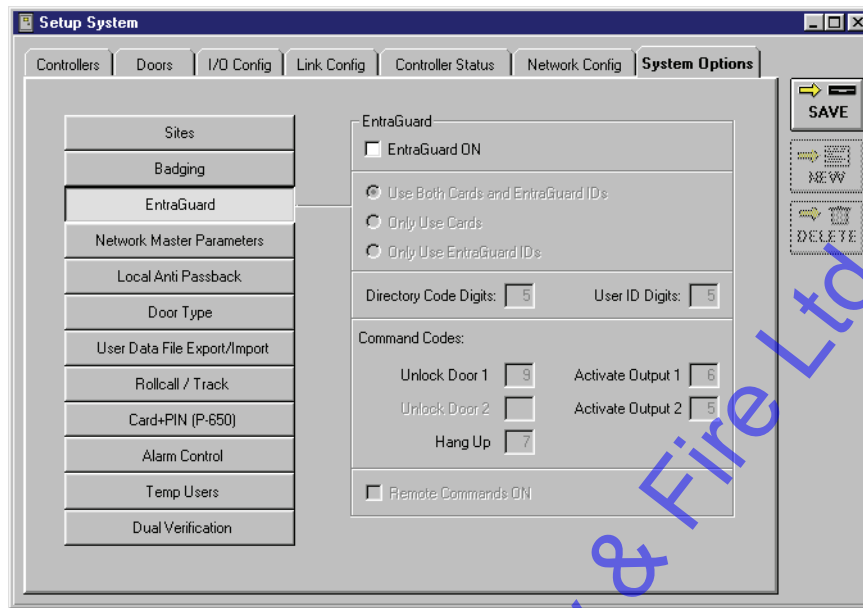 Setup System
Controllers Doors I/O Config Link Config Controller Status Network Config System Options
SAVE
NEW
DELETE
Sites
Badging
EntraGuard
Network Master Parameters
Local Anti Passback
Door Type
User Data File Export/Import
Rollcall / Track
Card+PIN (P-650)
Alarm Control
Temp Users
Dual Verification
EntraGuard
EntraGuard ON
Use Both Cards and EntraGuard IDs
Only Use Cards
Only Use EntraGuard IDs
Directory Code Digits: 5 User ID Digits: 5
Command Codes:
Unlock Door 1 9 Activate Output 1 6
Unlock Door 2 Activate Output 2 5
Hang Up 7
Remote Commands ON
& Fire Ltd